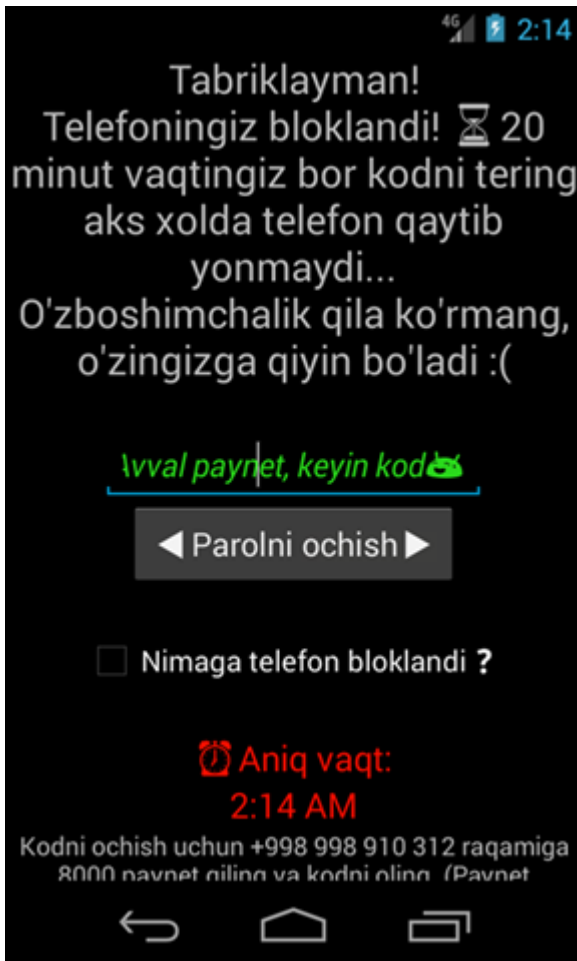 4G 2:14
Tabriklayman!
Telefoningiz bloklandi! ⏳ 20
minut vaqtingiz bor kodni tering
aks xolda telefon qaytib
yonmaydi...
O'zboshimchalik qila ko'rmang,
o'zingizga qiyin bo'ladi :(
Avval paynet, keyin kod
◀ Parolni ochish ▶
Nimaga telefon bloklandi ❓
⏰ Aniq vaqt:
2:14 AM
Kodni ochish uchun +998 998 910 312 raqamiga
8000 paynet qiling va kodni oling. (Paynet